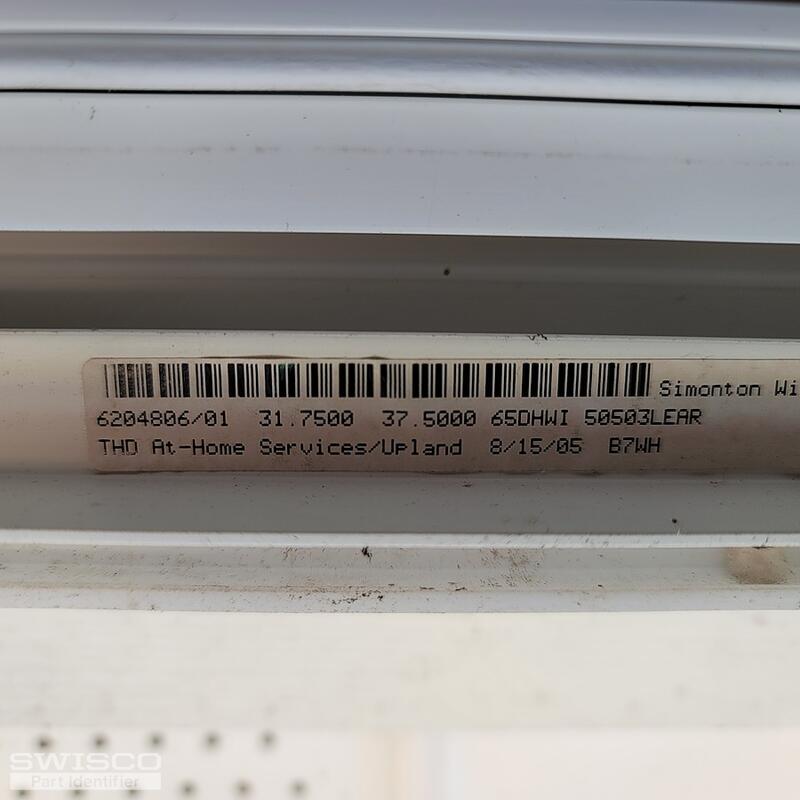 Simonton Wi
6204806/01 31.7500 37.5000 65DHWI 50503LEAR
THD At-Home Services/Upland 8/15/05 B7WH
SWISCO
Part Identifier